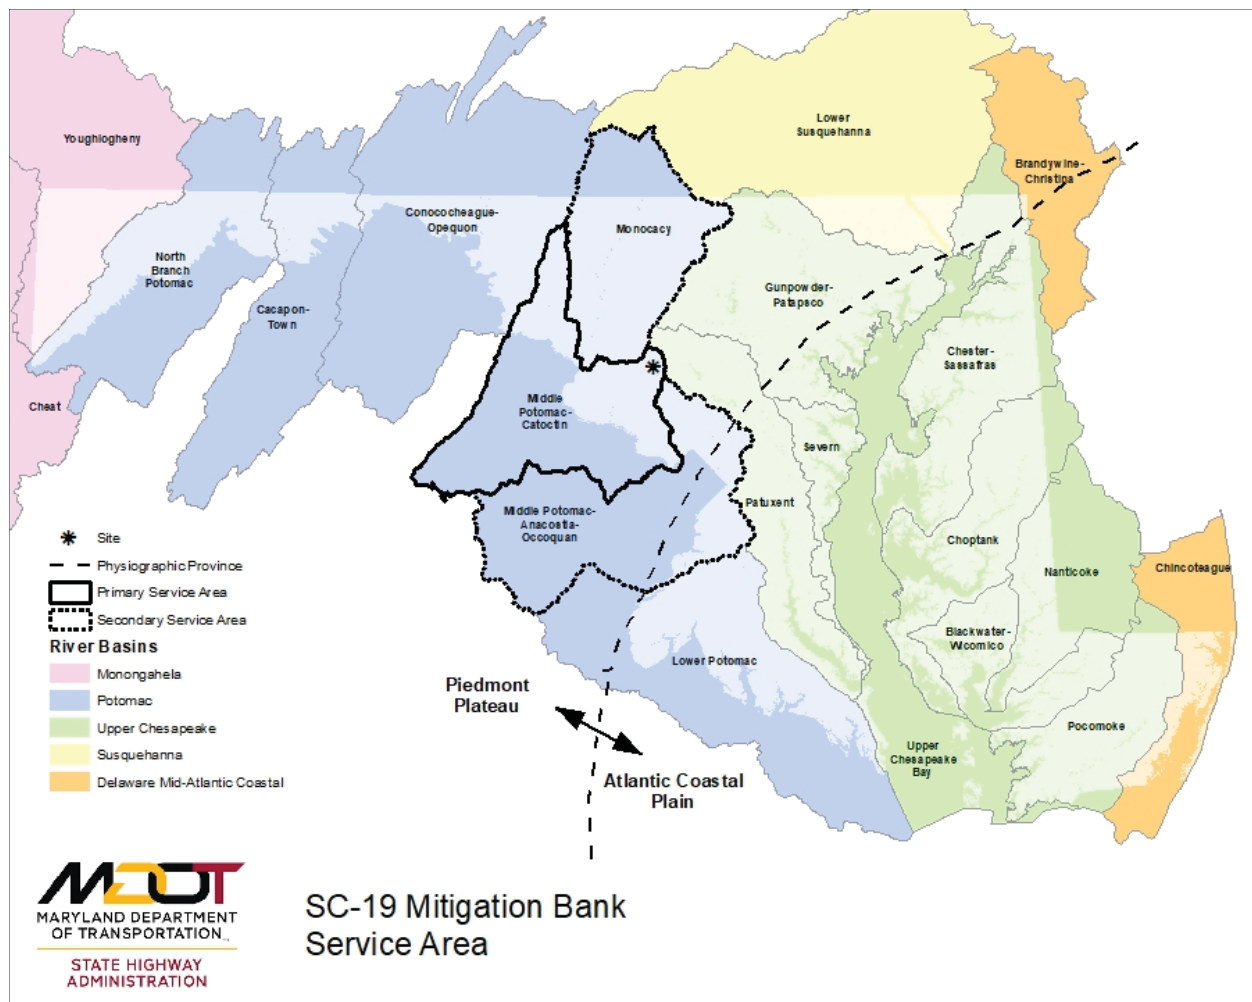 Youghlogheny
Lower
Susquehanna
Brandywine-
Christina
Conococheague-
Opequon
Monocacy
North
Branch
Potomac
Gunpowder-
Patapsco
Cacapon-
Town
Chester-
Sassafras
Cheat
Middle
Potomac-
Catoctin
Severn
Patuxent
Middle Potomac-
Anacostia-
Occoquan
Choptank
Nanticoke
Chincoteague
Blackwater-
Wicomico
Lower Potomac
Pocomoke
Upper
Chesapeake
Bay
Site
Physiographic Province
Primary Service Area
Secondary Service Area
River Basins
Monongahela
Potomac
Upper Chesapeake
Susquehanna
Delaware Mid-Atlantic Coastal
Piedmont
Plateau
Atlantic Coastal
Plain
MDOT
MARYLAND DEPARTMENT
OF TRANSPORTATION™
STATE HIGHWAY
ADMINISTRATION
SC-19 Mitigation Bank
Service Area